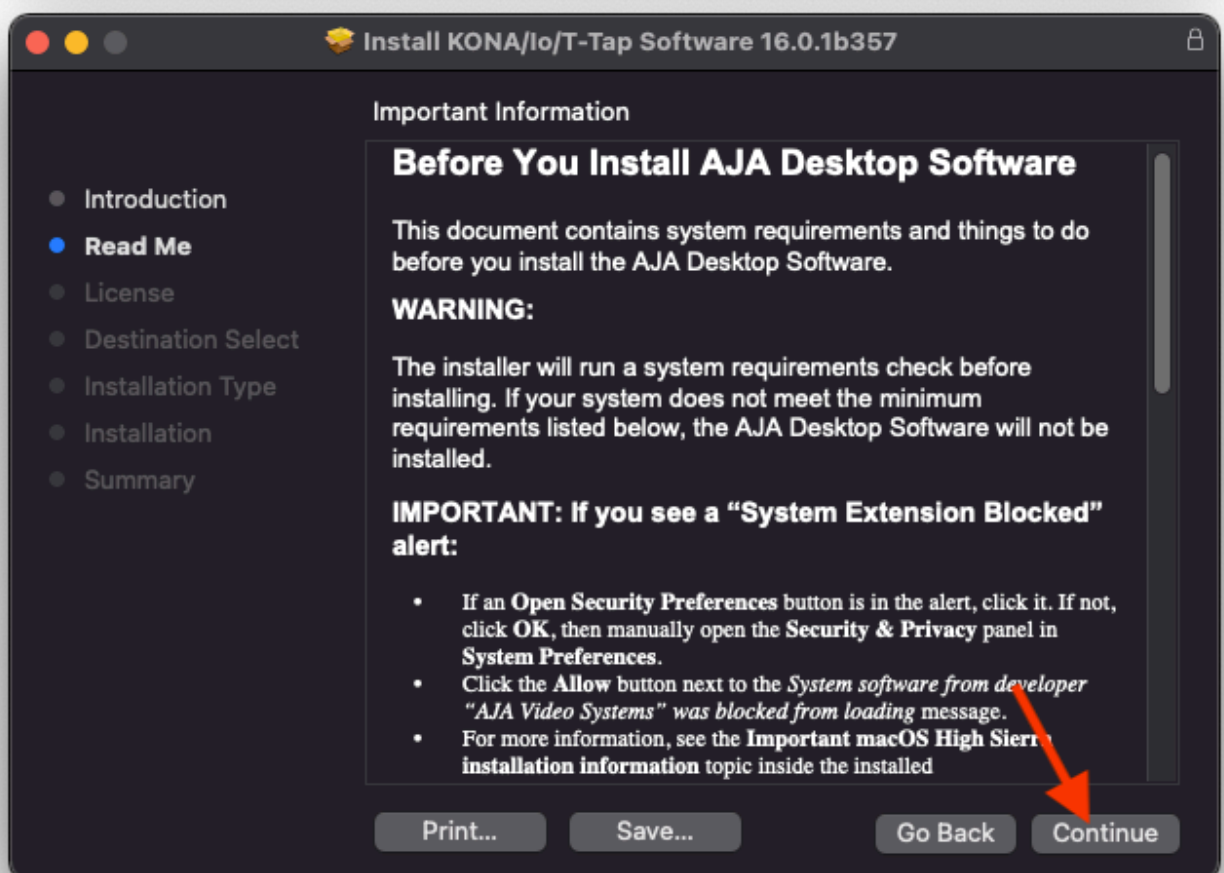 Install KONA/Io/T-Tap Software 16.0.1b357
Important Information
Introduction
Read Me
License
Destination Select
Installation Type
Installation
Summary
Before You Install AJA Desktop Software
This document contains system requirements and things to do
before you install the AJA Desktop Software.
WARNING:
The installer will run a system requirements check before
installing. If your system does not meet the minimum
requirements listed below, the AJA Desktop Software will not be
installed.
IMPORTANT: If you see a “System Extension Blocked”
alert:
• If an Open Security Preferences button is in the alert, click it. If not,
click OK, then manually open the Security & Privacy panel in
System Preferences.
• Click the Allow button next to the System software from developer
“AJA Video Systems” was blocked from loading message.
• For more information, see the Important macOS High Sierra
installation information topic inside the installed
Print...
Save...
Go Back
Continue